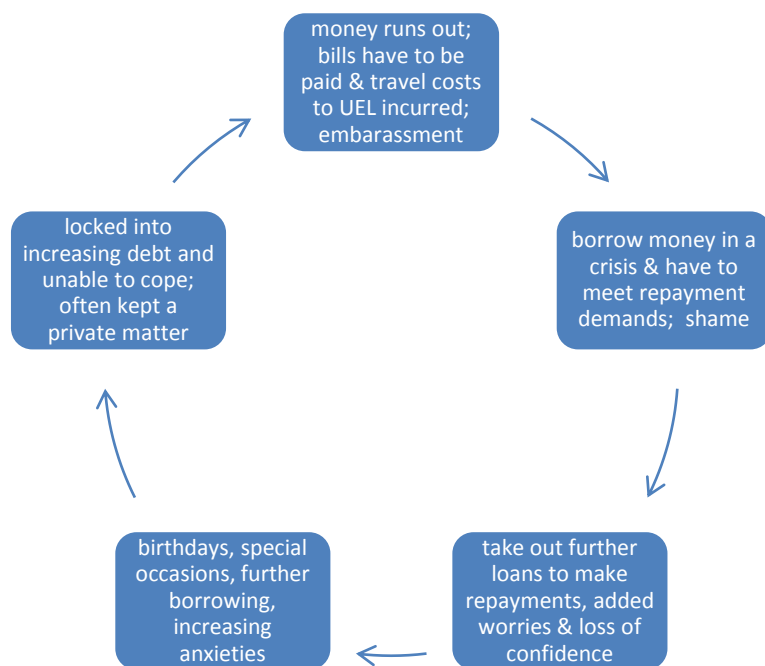 money runs out;
bills have to be
paid & travel costs
to UEL incurred;
embarassment
borrow money in a
crisis & have to
meet repayment
demands;  shame
take out further
loans to make
repayments, added
worries & loss of
confidence
birthdays, special
occasions, further
borrowing,
increasing
anxieties
locked into
increasing debt and
unable to cope;
often kept a
private matter